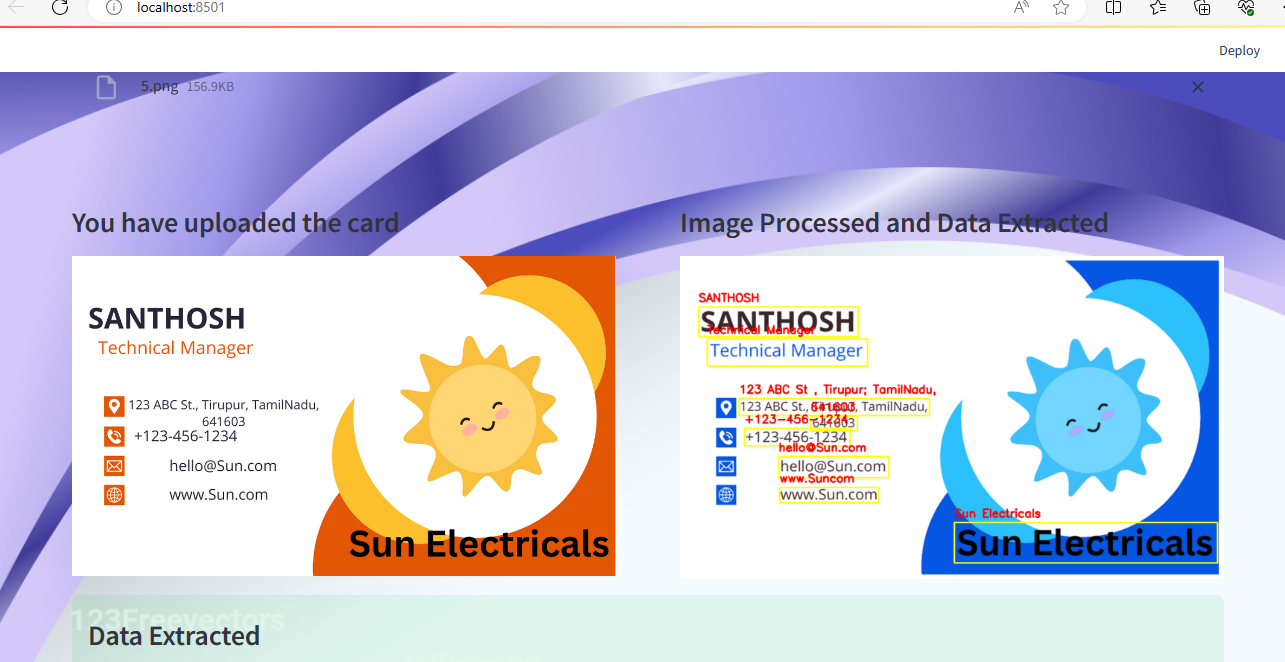 localhost:8501
Deploy
5.png 156.9KB
You have uploaded the card
SANTHOSH
Technical Manager
123 ABC St., Tirupur, TamilNadu,
641603
+123-456-1234
hello@Sun.com
www.Sun.com
Sun Electricals
Image Processed and Data Extracted
SANTHOSH
SANTHOSH
Technical Manager
Technical Manager
123 ABC St , Tirupur; TamilNadu,
123 ABC St., Tirupur, TamilNadu,
641603
+123-456-1234
641603
+123-456-1234
hello@Sun.com
hello@Sun.com
www.Suncom
www.Sun.com
Sun Electricals
Sun Electricals
123Freevectors
Data Extracted